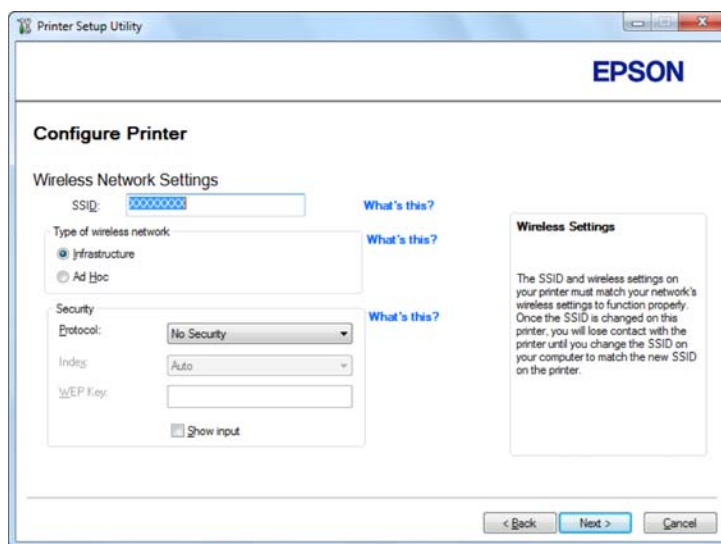 Printer Setup Utility
EPSON
Configure Printer
Wireless Network Settings
SSID: XXXXXXXXX What's this?
Type of wireless network What's this?
Infrastructure
Ad Hoc
Security What's this?
Protocol: No Security
Index: Auto
WEP Key:
Show input
Wireless Settings
The SSID and wireless settings on
your printer must match your network's
wireless settings to function properly.
Once the SSID is changed on this
printer, you will lose contact with the
printer until you change the SSID on
your computer to match the new SSID
on the printer.
< Back Next > Cancel